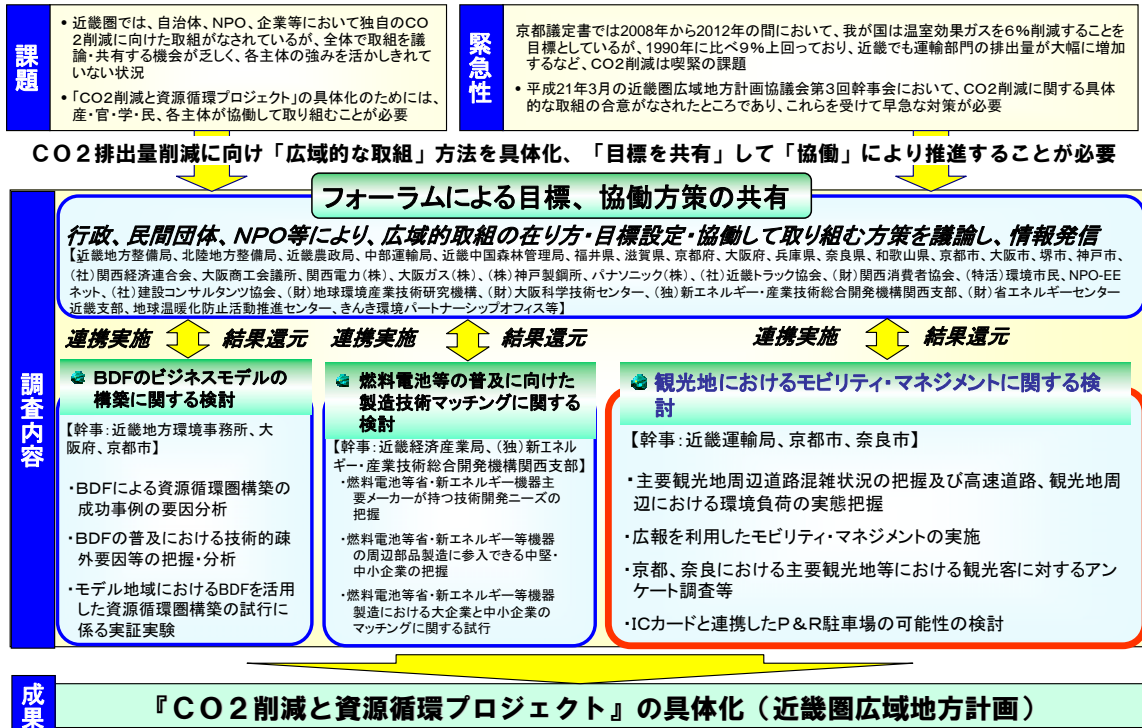 課題
・近畿圏では、自治体、NPO、企業等において独自のCO
2削減に向けた取組がなされているが、全体で取組を議
論・共有する機会が乏しく、各主体の強みを活かしきれて
いない状況
・「CO2削減と資源循環プロジェクト」の具体化のためには、
産・官・学・民、各主体が協働して取り組むことが必要
緊急性
京都議定書では2008年から2012年の間において、我が国は温室効果ガスを6%削減することを
目標としているが、1990年に比べ9%上回っており、近畿でも運輸部門の排出量が大幅に増加
するなど、CO2削減は喫緊の課題
・平成21年3月の近畿圏広域地方計画協議会第3回幹事会において、CO2削減に関する具体
的な取組の合意がなされたところであり、これらを受けて早急な対策が必要
CO2排出量削減に向け「広域的な取組」方法を具体化、「目標を共有」して「協働」により推進することが必要
調査内容
フォーラムによる目標、協働方策の共有
行政、民間団体、NPO等により、広域的取組の在り方・目標設定・協働して取り組む方策を議論し、情報発信
【近畿地方整備局、北陸地方整備局、近畿農政局、中部運輸局、近畿中国森林管理局、福井県、滋賀県、京都府、大阪府、兵庫県、奈良県、和歌山県、京都市、大阪市、堺市、神戸市、
(社)関西経済連合会、大阪商工会議所、関西電力(株)、大阪ガス(株)、(株)神戸製鋼所、パナソニック(株)、(社)近畿トラック協会、(財)関西消費者協会、(特活)環境市民、NPO-EE
ネット、(社)建設コンサルタンツ協会、(財)地球環境産業技術研究機構、(財)大阪科学技術センター、(独)新エネルギー・産業技術総合開発機構関西支部、(財)省エネルギーセンター
近畿支部、地球温暖化防止活動推進センター、きんき環境パートナーシップオフィス等】
連携実施 結果還元 連携実施 結果還元 連携実施 結果還元
BDFのビジネスモデルの
構築に関する検討
【幹事:近畿地方環境事務所、大
阪府、京都市】
・BDFによる資源循環圏構築の
成功事例の要因分析
・BDFの普及における技術的疎
外要因等の把握・分析
・モデル地域におけるBDFを活用
した資源循環圏構築の試行に
係る実証実験
燃料電池等の普及に向けた
製造技術マッチングに関する
検討
【幹事:近畿経済産業局、(独)新エネル
ギー・産業技術総合開発機構関西支部】
・燃料電池等省・新エネルギー機器主
要メーカーが持つ技術開発ニーズの
把握
・燃料電池等省・新エネルギー等機器
の周辺部品製造に参入できる中堅・
中小企業の把握
・燃料電池等省・新エネルギー等機器
製造における大企業と中小企業の
マッチングに関する試行
観光地におけるモビリティ・マネジメントに関する検
討
【幹事:近畿運輸局、京都市、奈良市】
・主要観光地周辺道路混雑状況の把握及び高速道路、観光地周
辺における環境負荷の実態把握
・広報を利用したモビリティ・マネジメントの実施
・京都、奈良における主要観光地等における観光客に対するアン
ケート調査等
・ICカードと連携したP&R駐車場の可能性の検討
成果
『CO2削減と資源循環プロジェクト』の具体化(近畿圏広域地方計画)